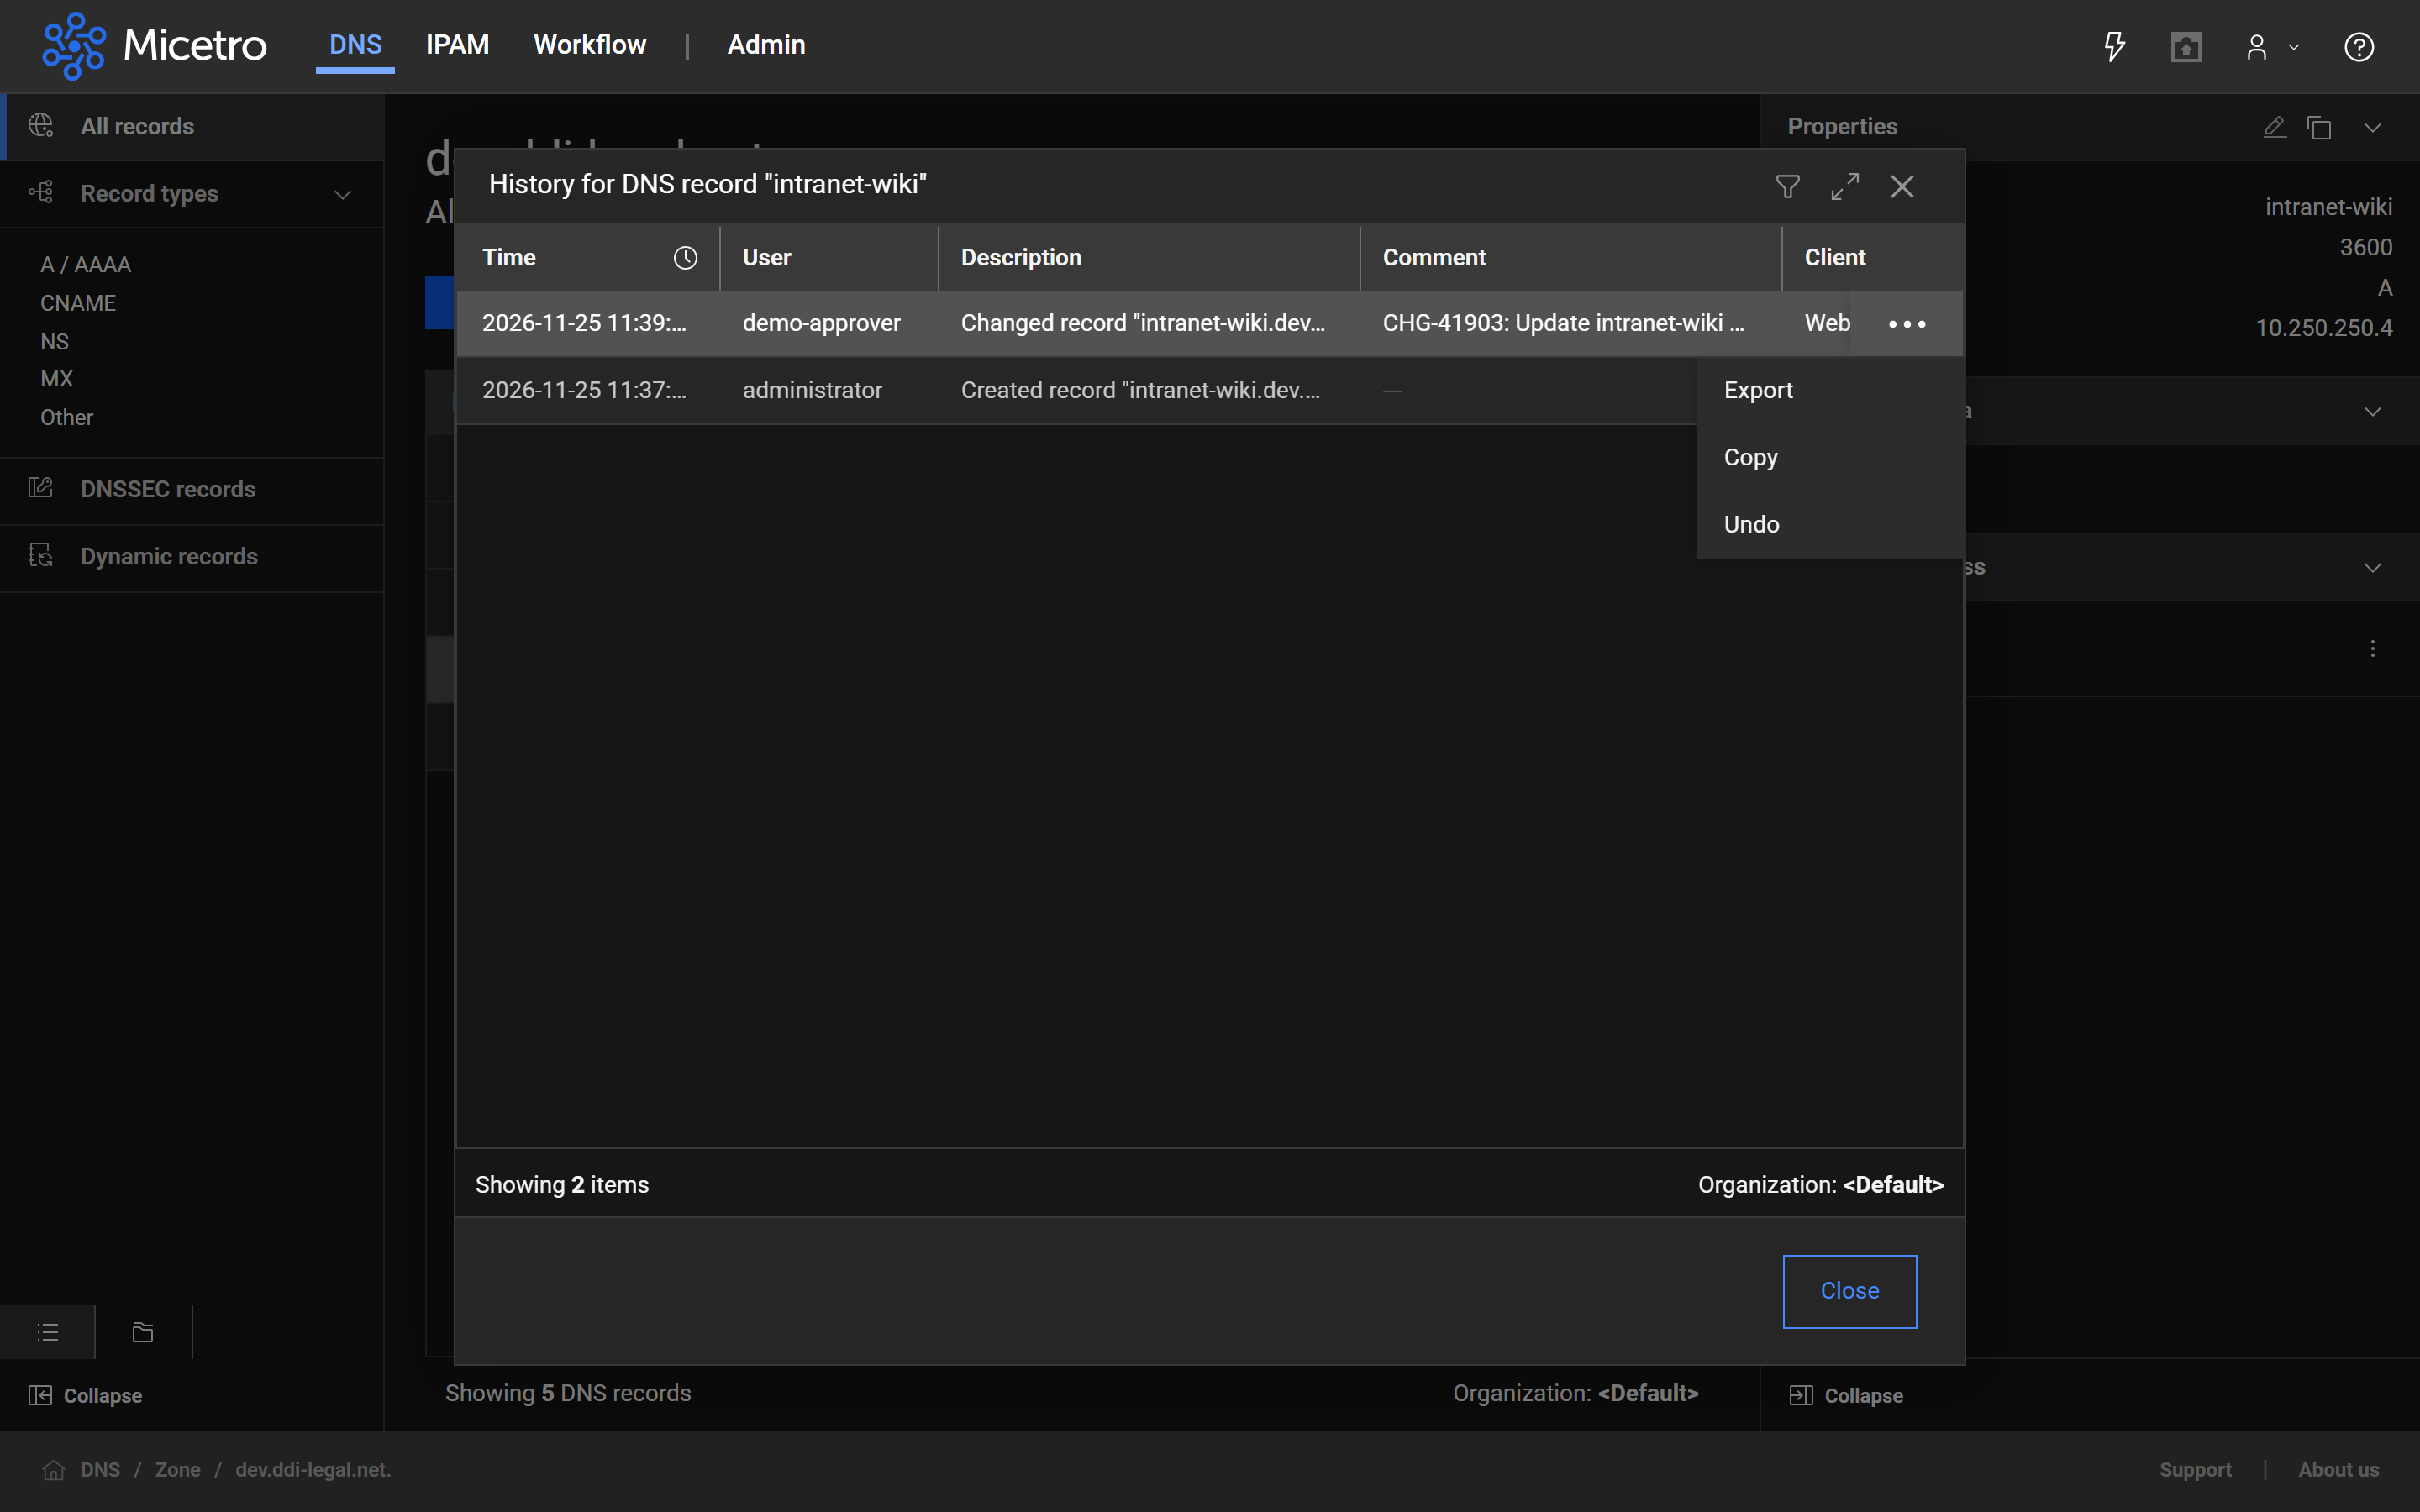 Micetro
DNS
IPAM
Workflow
|
Admin
All records
Record types
A / AAAA
CNAME
NS
MX
Other
DNSSEC records
Dynamic records
Collapse
Al
History for DNS record "intranet-wiki"
Time
User
Description
Comment
Client
2026-11-25 11:39:...
demo-approver
Changed record "intranet-wiki.dev...
CHG-41903: Update intranet-wiki ...
Web
2026-11-25 11:37:...
administrator
Created record "intranet-wiki.dev....
—
Export
Copy
Undo
Showing 2 items
Organization: <Default>
Close
Showing 5 DNS records
Organization: <Default>
Properties
intranet-wiki
3600
A
10.250.250.4
a
ss
Collapse
DNS / Zone / dev.ddi-legal.net.
Support
|
About us